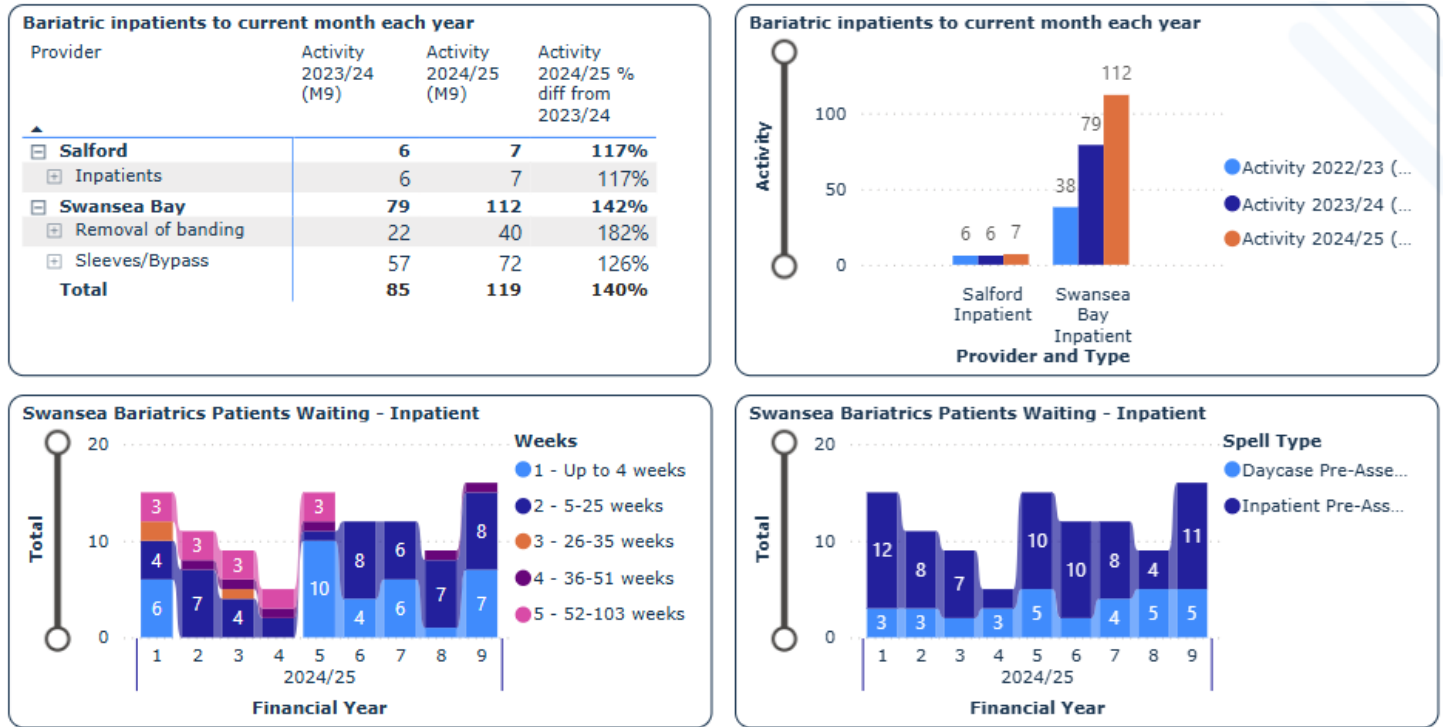 Bariatric inpatients to current month each year
Provider
Activity 2023/24 (M9)
Activity 2024/25 (M9)
Activity 2024/25 % diff from 2023/24
Salford 6 7 117%
Inpatients 6 7 117%
Swansea Bay 79 112 142%
Removal of banding 22 40 182%
Sleeves/Bypass 57 72 126%
Total 85 119 140%
Bariatric inpatients to current month each year
Activity
100
50
0
6 6 7
38 79 112
Salford Inpatient
Swansea Bay Inpatient
Provider and Type
Activity 2022/23 (...
Activity 2023/24 (...
Activity 2024/25 (...
Swansea Bariatrics Patients Waiting - Inpatient
Total
20
10
0
3 4 6
3 7
3 4
3 10
8 4
6 6
7
8 7
1 2 3 4 5 6 7 8 9
2024/25
Financial Year
Weeks
1 - Up to 4 weeks
2 - 5-25 weeks
3 - 26-35 weeks
4 - 36-51 weeks
5 - 52-103 weeks
Swansea Bariatrics Patients Waiting - Inpatient
Total
20
10
0
12 3
8 3
7
3
10 5
10
8 4
4 5
11 5
1 2 3 4 5 6 7 8 9
2024/25
Financial Year
Spell Type
Daycase Pre-Asse...
Inpatient Pre-Ass...